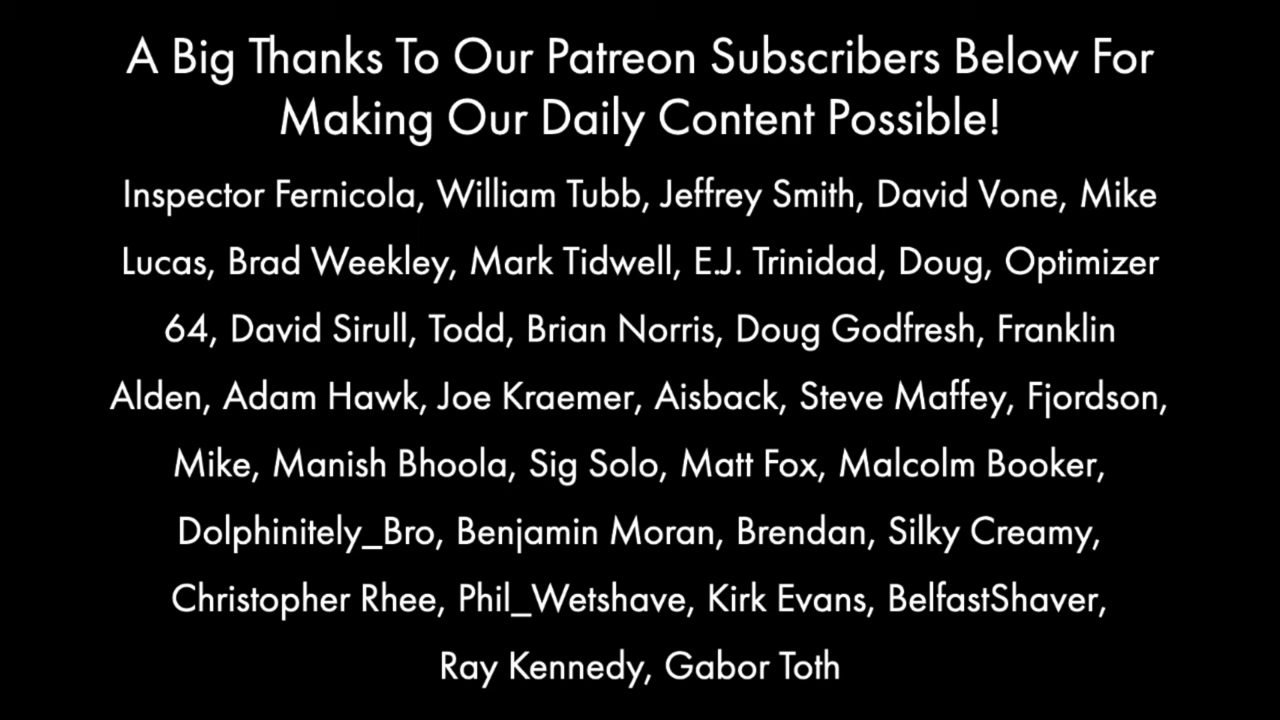 A Big Thanks To Our Patreon Subscribers Below For
Making Our Daily Content Possible!
Inspector Fernicola, William Tubb, Jeffrey Smith, David Vone, Mike
Lucas, Brad Weekley, Mark Tidwell, E.J. Trinidad, Doug, Optimizer
64, David Sirull, Todd, Brian Norris, Doug Godfresh, Franklin
Alden, Adam Hawk, Joe Kraemer, Aisback, Steve Maffey, Fjordson,
Mike, Manish Bhoola, Sig Solo, Matt Fox, Malcolm Booker,
Dolphinitely_Bro, Benjamin Moran, Brendan, Silky Creamy,
Christopher Rhee, Phil_Wetshave, Kirk Evans, BelfastShaver,
Ray Kennedy, Gabor Toth